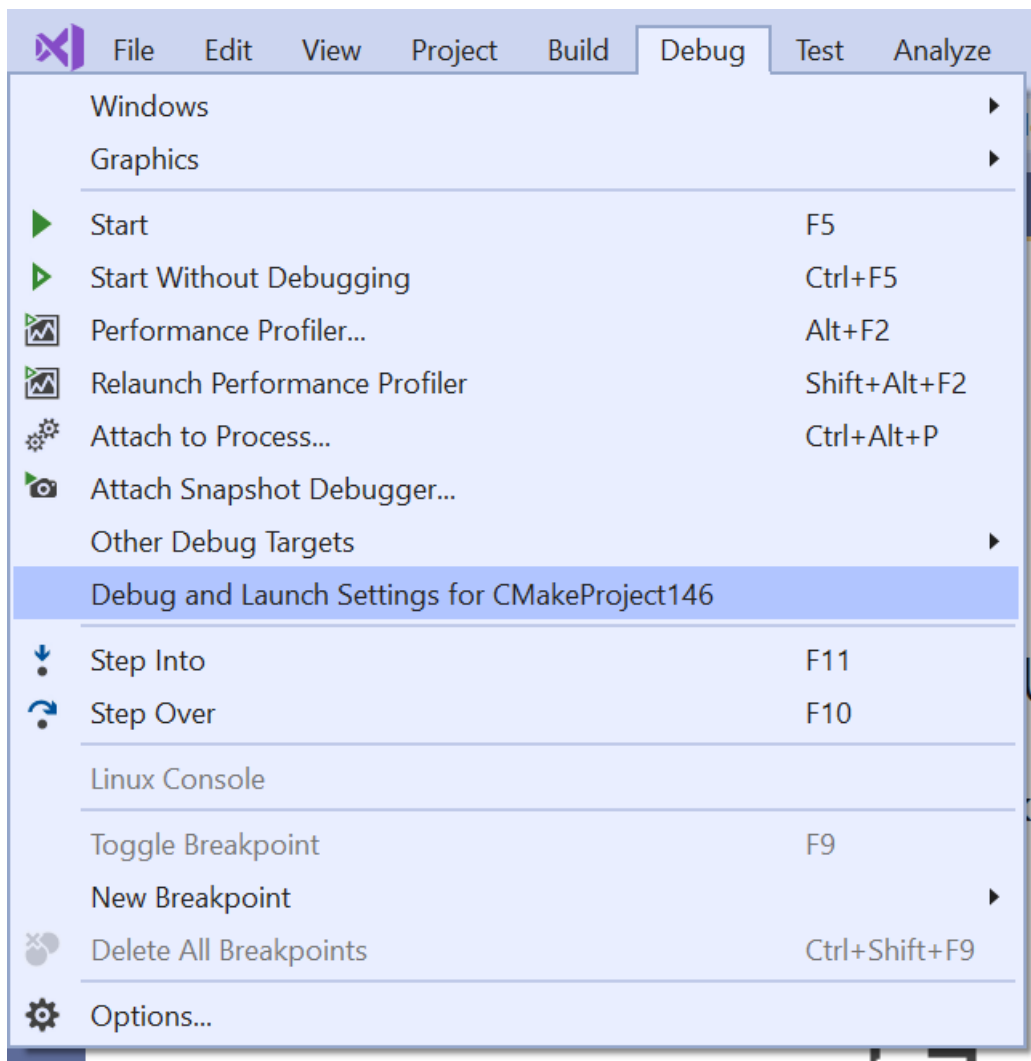 File Edit View Project Build Debug Test Analyze
Windows
Graphics
Start F5
Start Without Debugging Ctrl+F5
Performance Profiler... Alt+F2
Relaunch Performance Profiler Shift+Alt+F2
Attach to Process... Ctrl+Alt+P
Attach Snapshot Debugger...
Other Debug Targets
Debug and Launch Settings for CMakeProject146
Step Into F11
Step Over F10
Linux Console
Toggle Breakpoint F9
New Breakpoint
Delete All Breakpoints Ctrl+Shift+F9
Options...